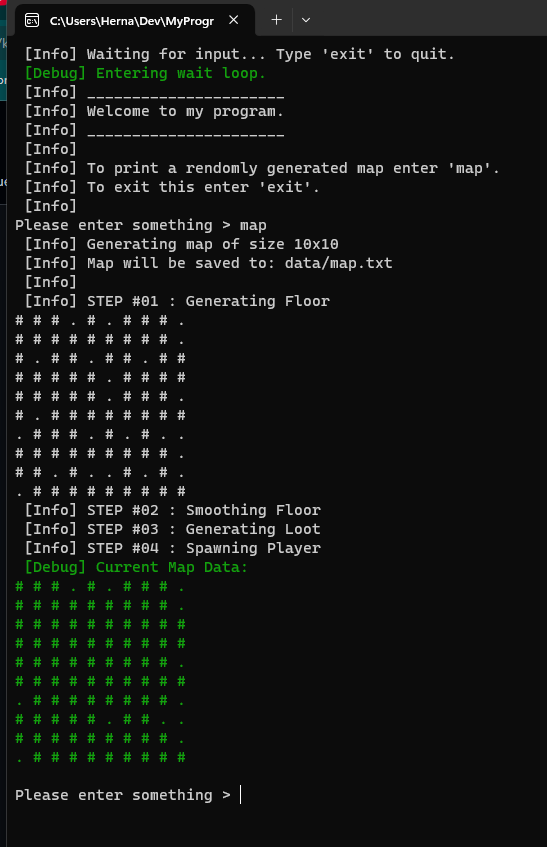 C:\Users\Herna\Dev\MyProgr
[Info] Waiting for input... Type 'exit' to quit.
[Debug] Entering wait loop.
[Info] ______________________
[Info] Welcome to my program.
[Info] ______________________
[Info]
[Info] To print a rendomly generated map enter 'map'.
[Info] To exit this enter 'exit'.
[Info]
Please enter something > map
[Info] Generating map of size 10x10
[Info] Map will be saved to: data/map.txt
[Info]
[Info] STEP #01 : Generating Floor
# # # . # . # # # .
# # # # # # # # # .
# . # # . # # . # #
# # # # # . # # # #
# # # # # . # # # .
# . # # # # # # # #
. # # # . # . # . .
# # # # # # # # # .
# # . # . . # . # .
. # # # # # # # # #
[Info] STEP #02 : Smoothing Floor
[Info] STEP #03 : Generating Loot
[Info] STEP #04 : Spawning Player
[Debug] Current Map Data:
# # # . # . # # # .
# # # # # # # # # .
# # # # # # # # # #
# # # # # # # # # #
# # # # # # # # # .
# # # # # # # # # #
. # # # # # # # # .
# # # # # . # # . .
# # # # # # # # # .
. # # # # # # # # #
Please enter something >